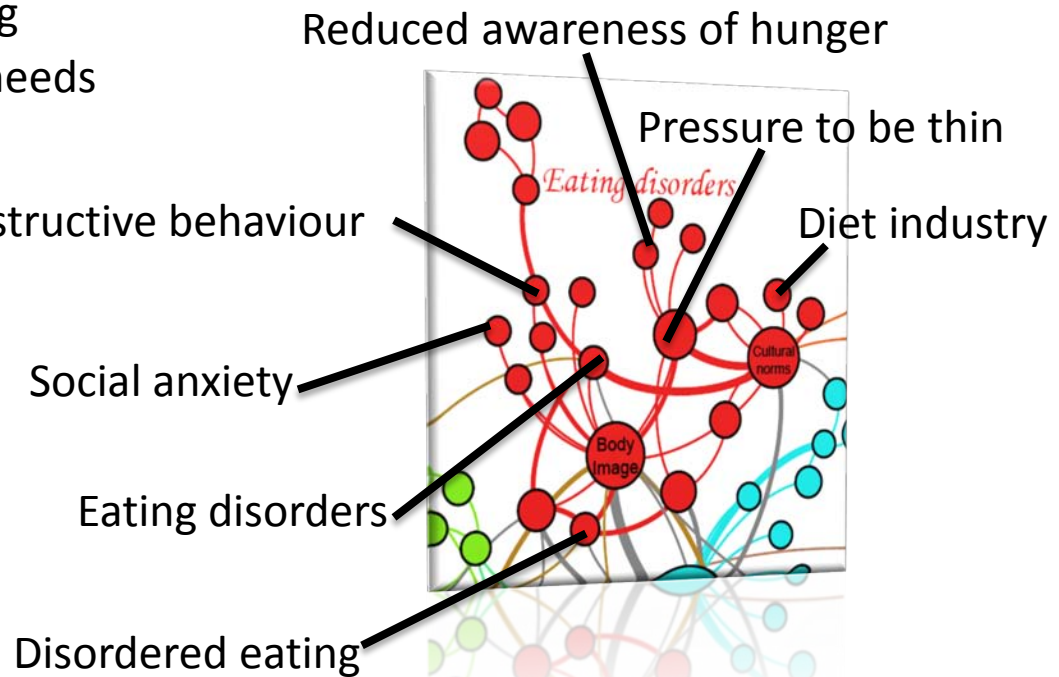 g
needs
Reduced awareness of hunger
Pressure to be thin
Eating disorders
structive behaviour
Diet industry
Cultural
norms
Social anxiety
Body
Image
Eating disorders
Disordered eating